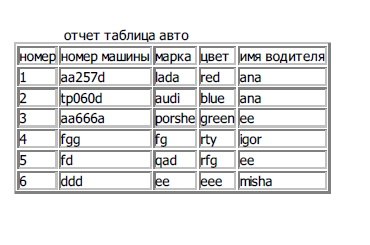 отчет таблица авто
номер номер машины марка цвет имя водителя
1 aa257d lada red ana
2 tp060d audi blue ana
3 aa666a porshe green ee
4 fgg fg rty igor
5 fd qad rfg ee
6 ddd ee eee misha